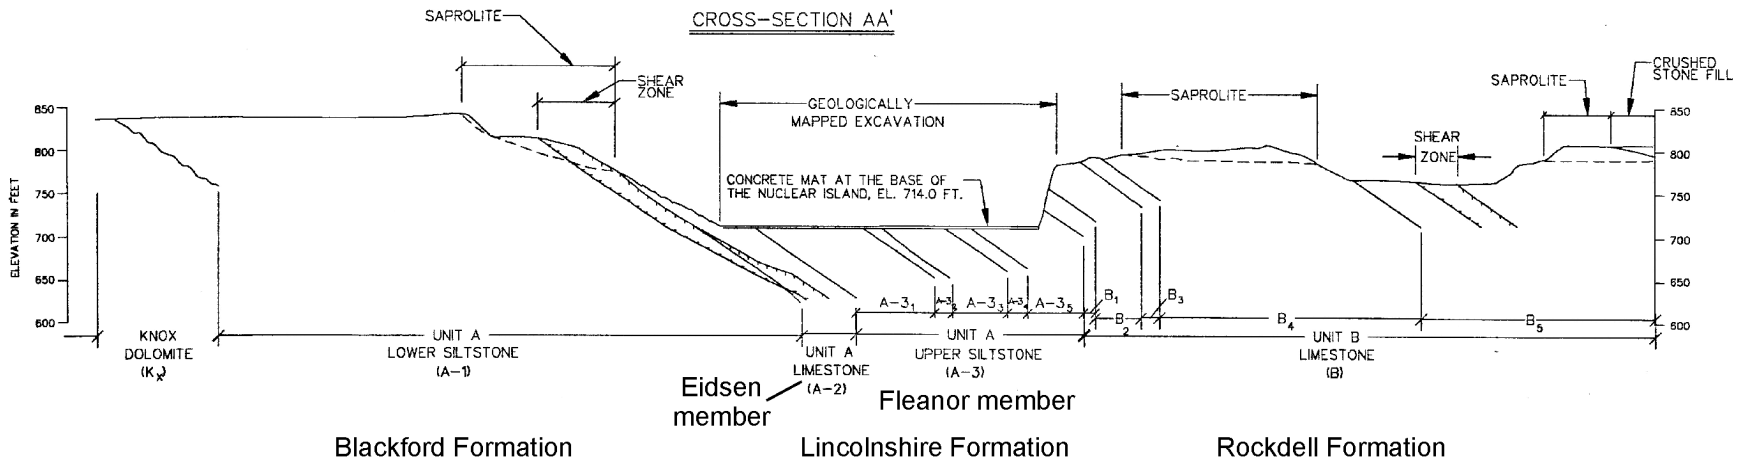 CROSS-SECTION AA'
SAPROLITE
SHEAR
ZONE
GEOLOGICALLY
MAPPED EXCAVATION
SAPROLITE
SAPROLITE
CRUSHED
STONE FILL
SHEAR
ZONE
CONCRETE MAT AT THE BASE OF
THE NUCLEAR ISLAND, EL. 714.0 FT.
ELEVATION IN FEET
850
800
750
700
650
600
850
800
750
700
650
600
A-3₁
A-3₂
A-3₃
A-3₄
A-3₅
B₁
B₂
B₃
B₄
B₅
KNOX
DOLOMITE
(Kₓ)
UNIT A
LOWER SILTSTONE
(A-1)
UNIT A
LIMESTONE
(A-2)
UNIT A
UPPER SILTSTONE
(A-3)
UNIT B
LIMESTONE
(B)
Eidsen
member
Fleanor member
Blackford Formation
Lincolnshire Formation
Rockdell Formation